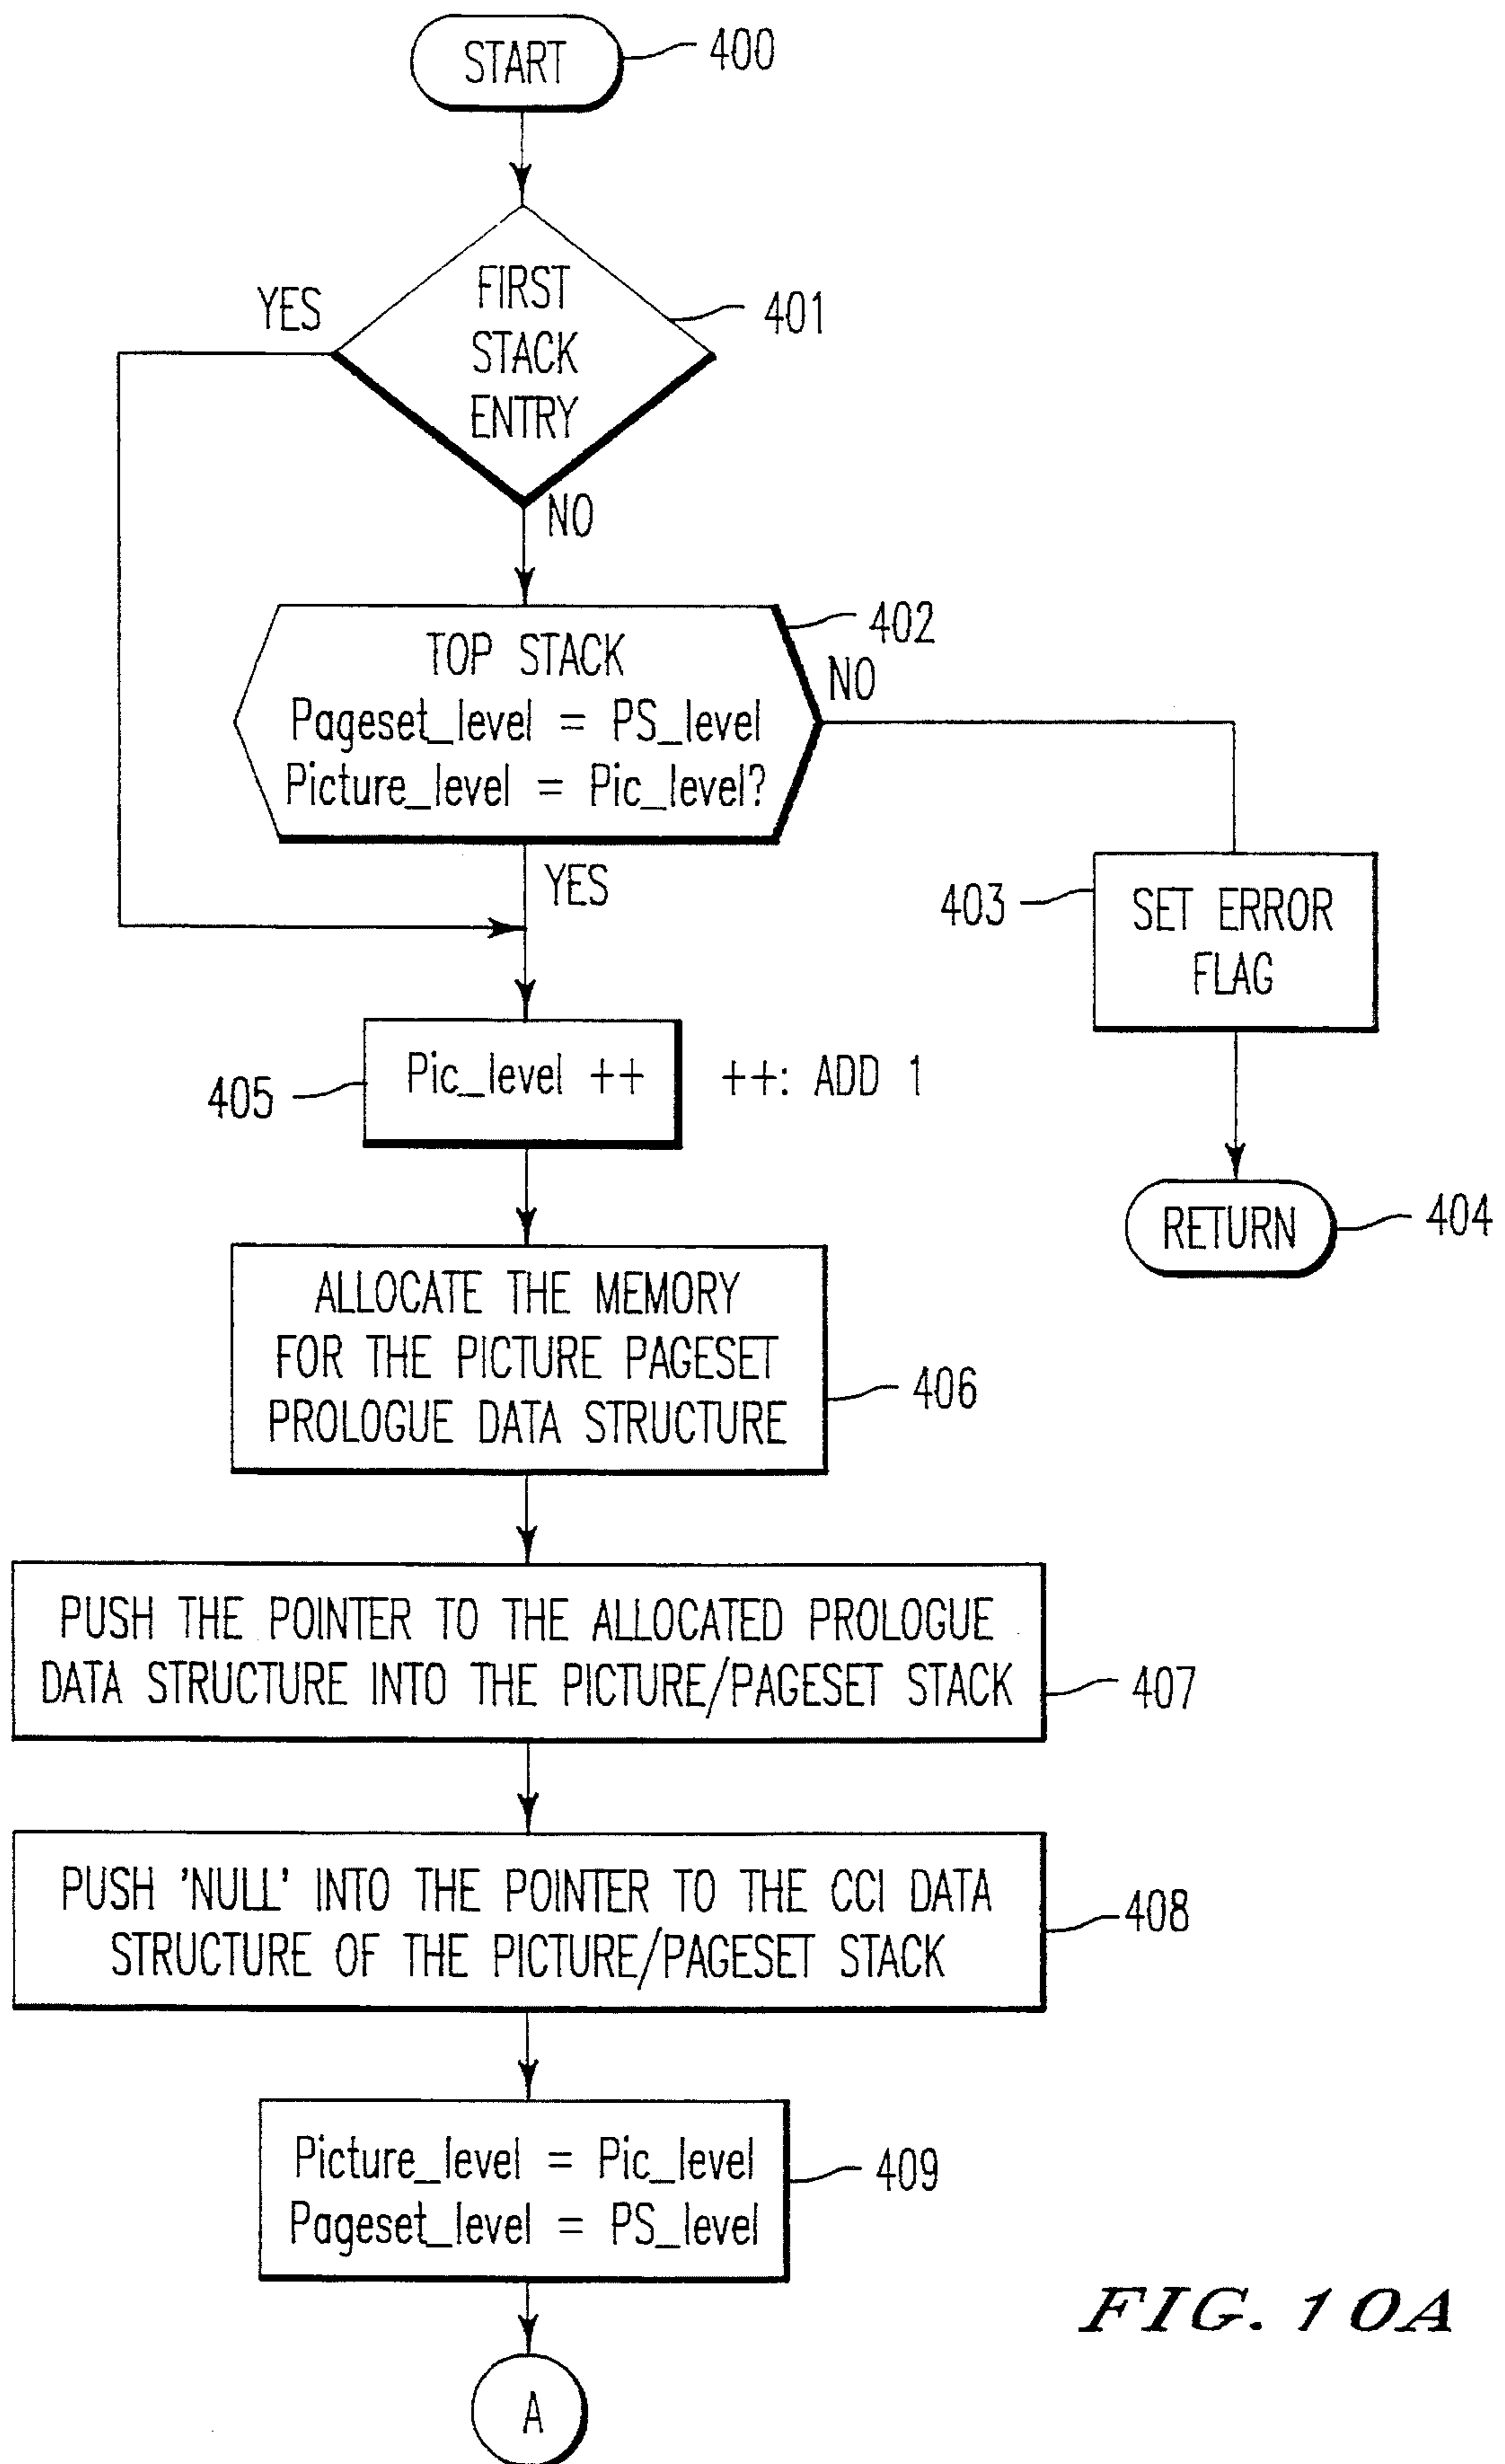 START
400
FIRST
STACK
ENTRY
401
YES
NO
TOP STACK
Pageset_level = PS_level
Picture_level = Pic_level?
402
NO
YES
403
SET ERROR
FLAG
405
Pic_level ++
++: ADD 1
RETURN
404
ALLOCATE THE MEMORY
FOR THE PICTURE PAGESET
PROLOGUE DATA STRUCTURE
406
PUSH THE POINTER TO THE ALLOCATED PROLOGUE
DATA STRUCTURE INTO THE PICTURE/PAGESET STACK
407
PUSH 'NULL' INTO THE POINTER TO THE CCI DATA
STRUCTURE OF THE PICTURE/PAGESET STACK
408
Picture_level = Pic_level
Pageset_level = PS_level
409
FIG. 10A
A